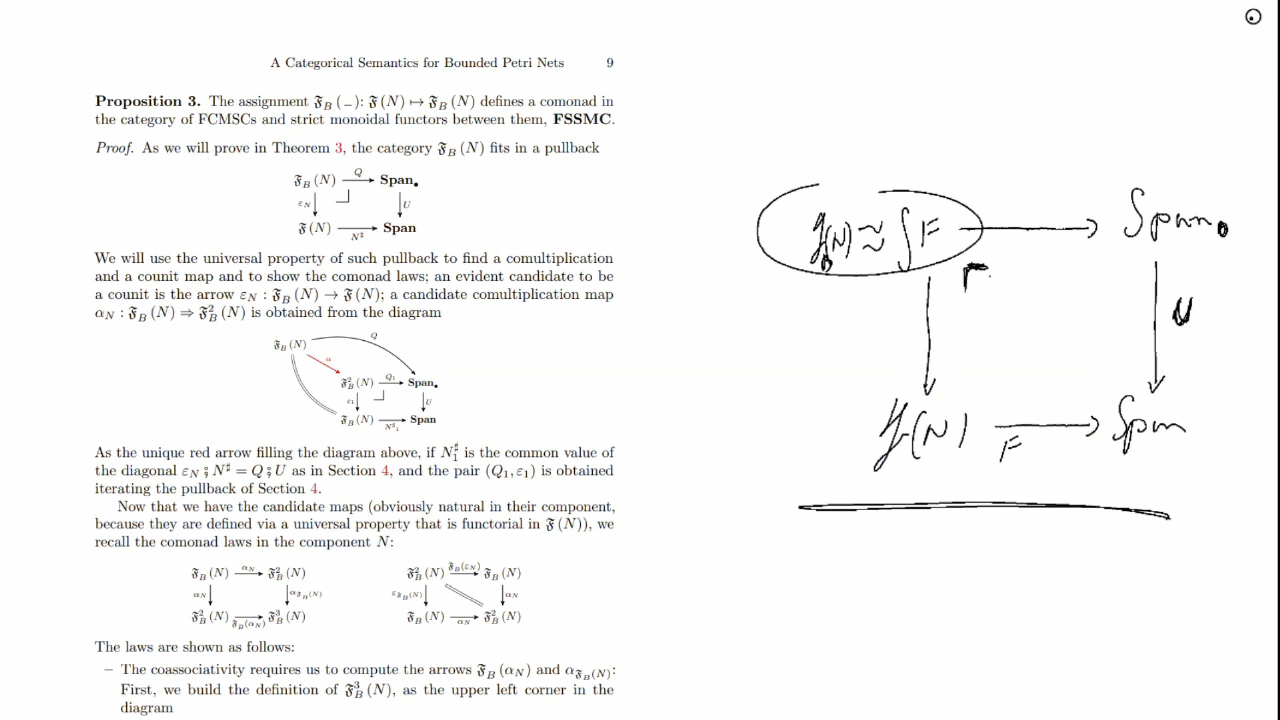 A Categorical Semantics for Bounded Petri Nets 9
Proposition 3. The assignment 𝔉_B (_): 𝔉(N) ↦ 𝔉_B (N) defines a comonad in
the category of FCMSCs and strict monoidal functors between them, FSSMC.
Proof. As we will prove in Theorem 3, the category 𝔉_B (N) fits in a pullback
𝔉_B (N) Q Span•
ε_N U
𝔉(N) N^♯ Span
We will use the universal property of such pullback to find a comultiplication
and a counit map and to show the comonad laws; an evident candidate to be
a counit is the arrow ε_N : 𝔉_B (N) → 𝔉(N); a candidate comultiplication map
α_N : 𝔉_B (N) ⇒ 𝔉²_B (N) is obtained from the diagram
𝔉_B (N) Q
α
𝔉²_B (N) Q₁ Span•
ε₁ U
𝔉_B (N) N^♯_1 Span
As the unique red arrow filling the diagram above, if N^♯_1 is the common value of
the diagonal ε_N ⨟ N^♯ = Q ⨟ U as in Section 4, and the pair (Q₁, ε₁) is obtained
iterating the pullback of Section 4.
Now that we have the candidate maps (obviously natural in their component,
because they are defined via a universal property that is functorial in 𝔉(N)), we
recall the comonad laws in the component N:
𝔉_B (N) α_N 𝔉²_B (N) 𝔉²_B (N) 𝔉_B(ε_N) 𝔉_B (N)
α_N α_{𝔉_B(N)} ε_{𝔉_B(N)} α_N
𝔉²_B (N) 𝔉_B(α_N) 𝔉³_B (N) 𝔉_B (N) α_N 𝔉²_B (N)
The laws are shown as follows:
– The coassociativity requires us to compute the arrows 𝔉_B (α_N) and α_{𝔉_B(N)}:
First, we build the definition of 𝔉³_B (N), as the upper left corner in the
diagram
𝔉_B(N) ≈ ∫F Span•
U
𝔉(N) F Span